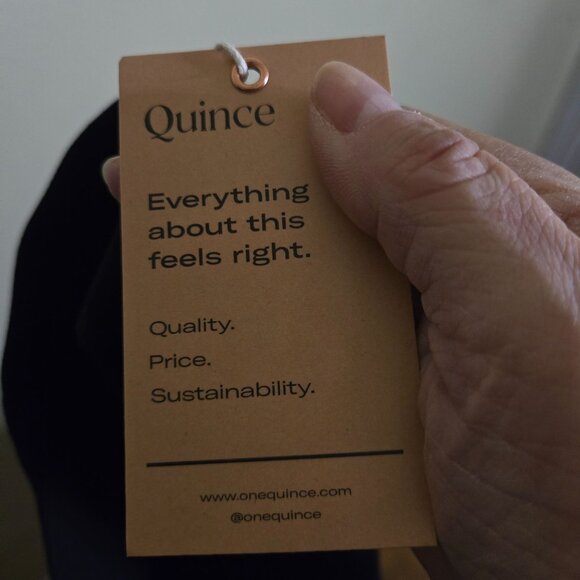 Quince
Everything
about this
feels right.
Quality.
Price.
Sustainability.
www.onequince.com
@onequince